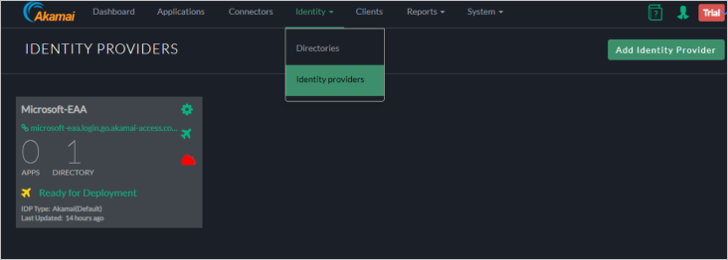 Akamai
Dashboard Applications Connectors Identity Clients Reports System Trial
IDENTITY PROVIDERS
Directories
Identity providers
Add Identity Provider
Microsoft-EAA
microsoft-eaa.login.go.akamai-access.co...
0 1
APPS DIRECTORY
Ready for Deployment
IDP Type: Akamai(Default)
Last Updated: 14 hours ago